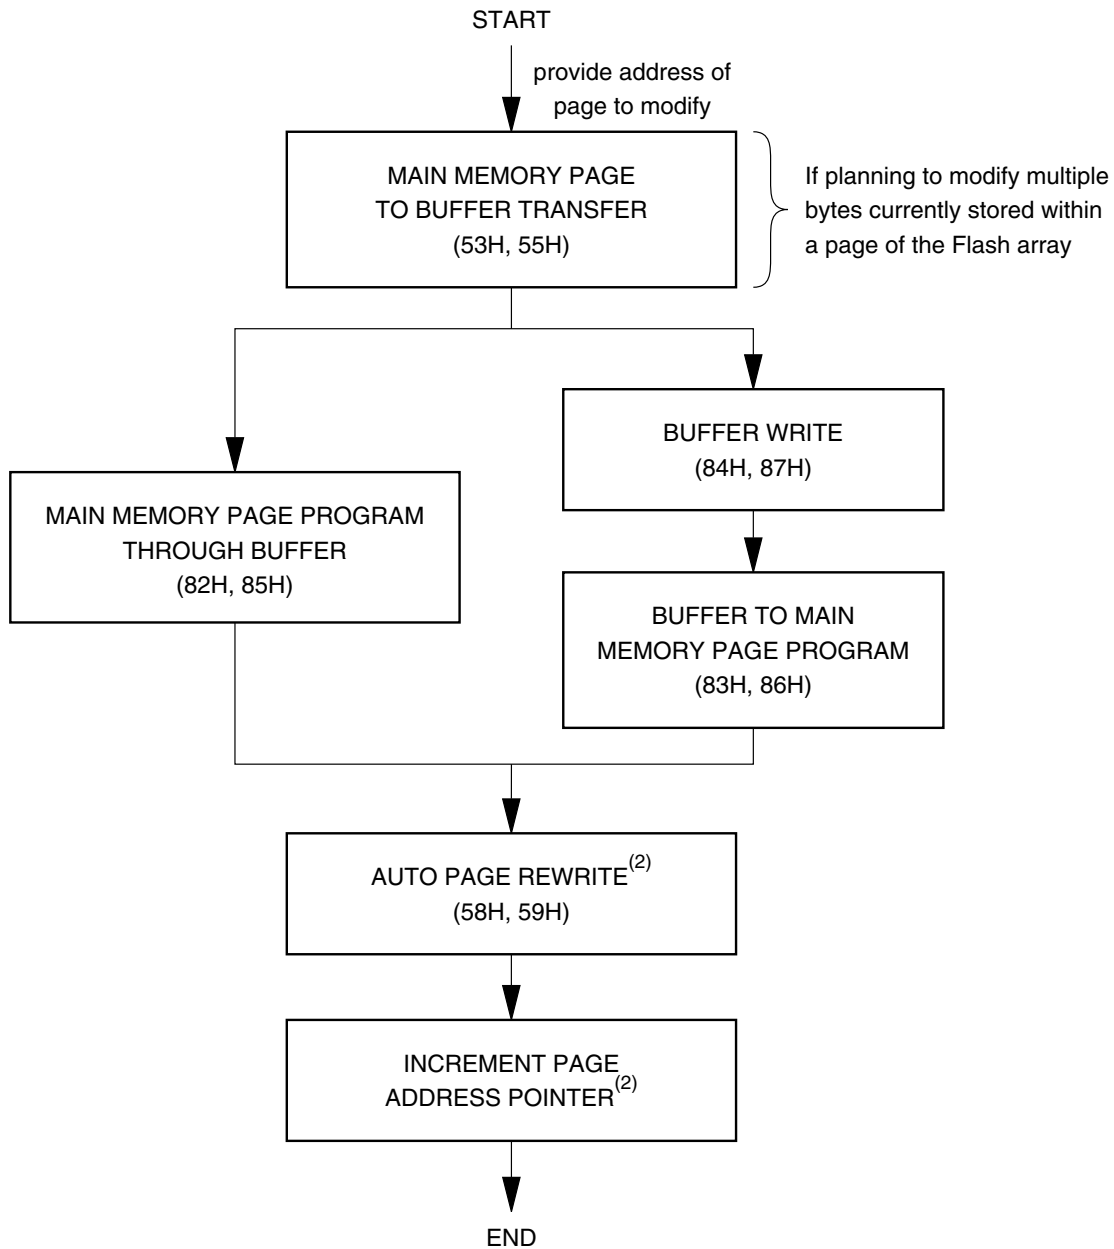 START
provide address of
page to modify
MAIN MEMORY PAGE
TO BUFFER TRANSFER
(53H, 55H)
If planning to modify multiple
bytes currently stored within
a page of the Flash array
BUFFER WRITE
(84H, 87H)
MAIN MEMORY PAGE PROGRAM
THROUGH BUFFER
(82H, 85H)
BUFFER TO MAIN
MEMORY PAGE PROGRAM
(83H, 86H)
AUTO PAGE REWRITE(2)
(58H, 59H)
INCREMENT PAGE
ADDRESS POINTER(2)
END